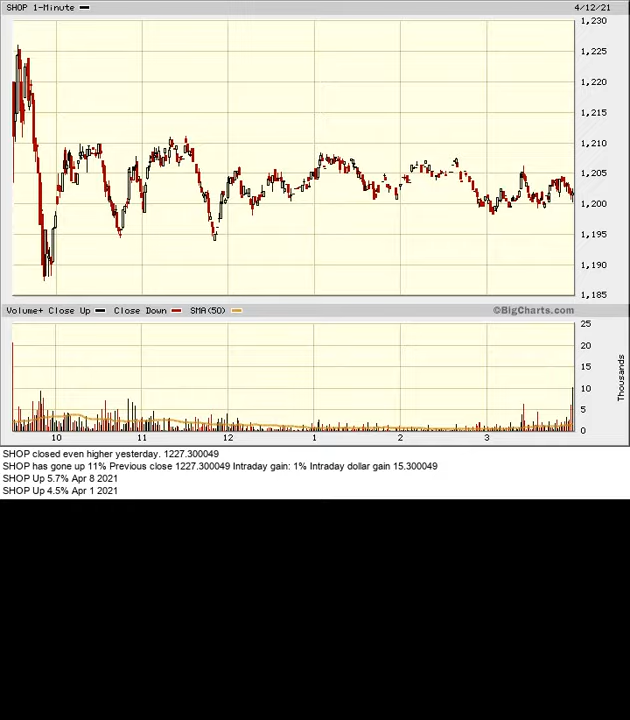 SHOP 1-Minute 4/12/21
1,230
1,225
1,220
1,215
1,210
1,205
1,200
1,195
1,190
1,185
Volume+ Close Up Close Down SMA(50) ©BigCharts.com
25
20
15
10
5
0
Thousands
10 11 12 1 2 3
SHOP closed even higher yesterday. 1227.300049
SHOP has gone up 11% Previous close 1227.300049 Intraday gain: 1% Intraday dollar gain 15.300049
SHOP Up 5.7% Apr 8 2021
SHOP Up 4.5% Apr 1 2021